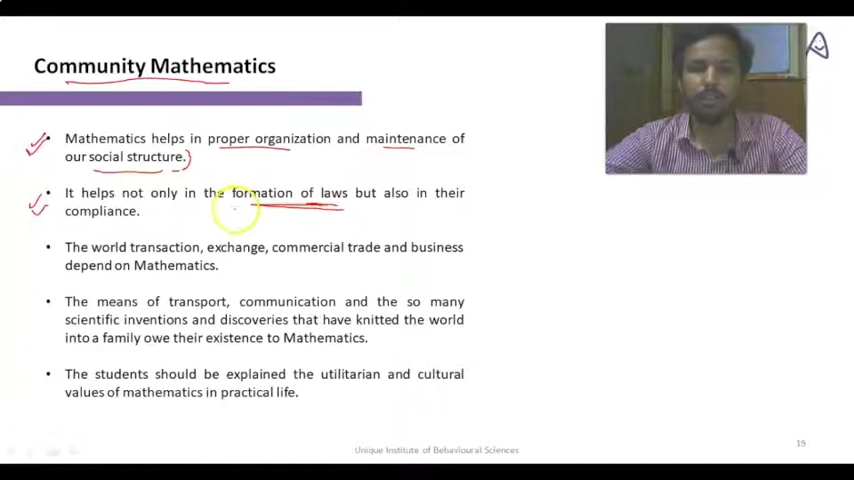 Community Mathematics
• Mathematics helps in proper organization and maintenance of
our social structure.
• It helps not only in the formation of laws but also in their
compliance.
• The world transaction, exchange, commercial trade and business
depend on Mathematics.
• The means of transport, communication and the so many
scientific inventions and discoveries that have knitted the world
into a family owe their existence to Mathematics.
• The students should be explained the utilitarian and cultural
values of mathematics in practical life.
Unique Institute of Behavioural Sciences
19